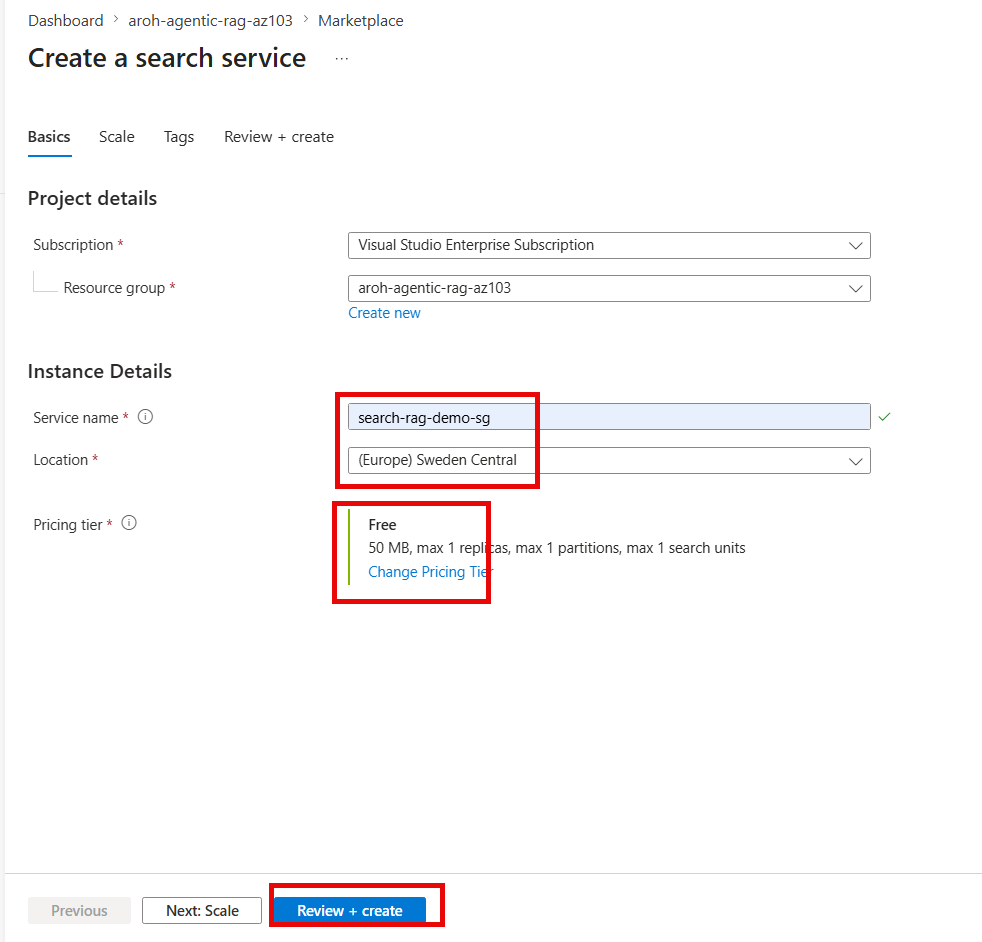 Dashboard > aroh-agentic-rag-az103 > Marketplace
Create a search service ...
Basics Scale Tags Review + create
Project details
Subscription * Visual Studio Enterprise Subscription
Resource group * aroh-agentic-rag-az103
Create new
Instance Details
Service name * search-rag-demo-sg
Location * (Europe) Sweden Central
Pricing tier * Free
50 MB, max 1 replicas, max 1 partitions, max 1 search units
Change Pricing Tier
Previous Next: Scale Review + create